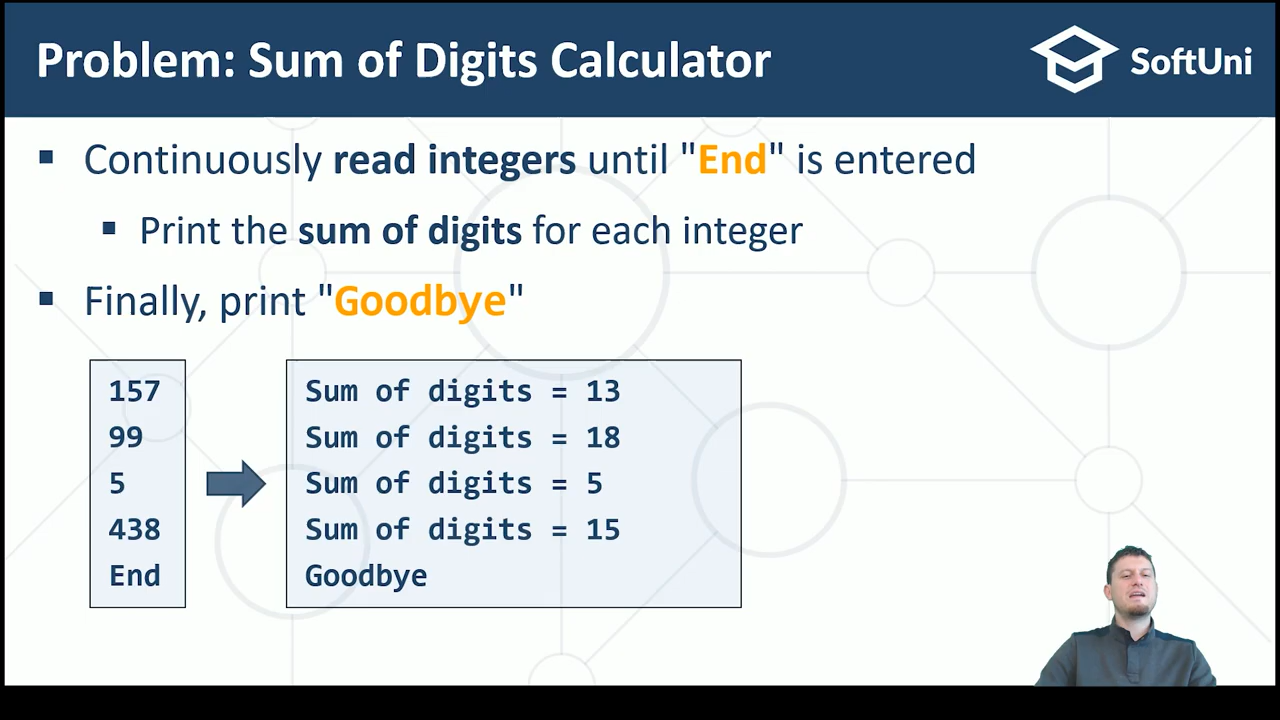 Problem: Sum of Digits Calculator
SoftUni
▪ Continuously read integers until "End" is entered
▪ Print the sum of digits for each integer
▪ Finally, print "Goodbye"
157
99
5
438
End
Sum of digits = 13
Sum of digits = 18
Sum of digits = 5
Sum of digits = 15
Goodbye